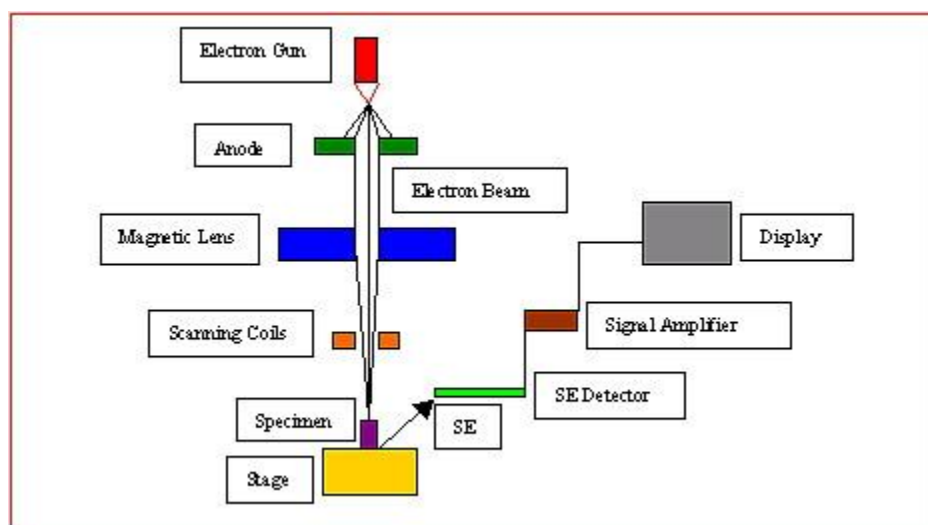 Electron Gun
Anode
Electron Beam
Magnetic Lens
Display
Scanning Coils
Signal Amplifier
SE Detector
Specimen
SE
Stage